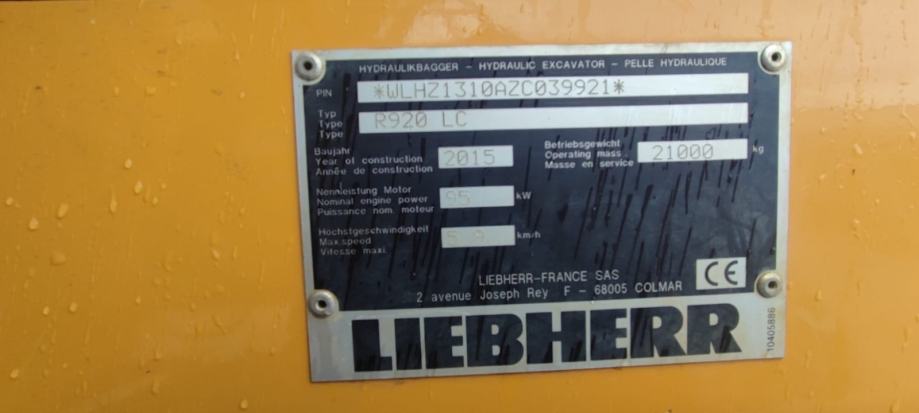 HYDRAULIKBAGGER – HYDRAULIC EXCAVATOR – PELLE HYDRAULIQUE
PIN *WLHZ1310AZC039921*
Typ
Type R920 LC
Type
Baujahr
Year of construction 2015
Année de construction
Betriebsgewicht
Operating mass 21000 kg
Masse en service
Nennleistung Motor
Nominal engine power kW
Puissance nom. moteur
Höchstgeschwindigkeit
Max.speed km/h
Vitesse maxi.
LIEBHERR-FRANCE SAS
2 avenue Joseph Rey F – 68005 COLMAR
CE
LIEBHERR
10405886